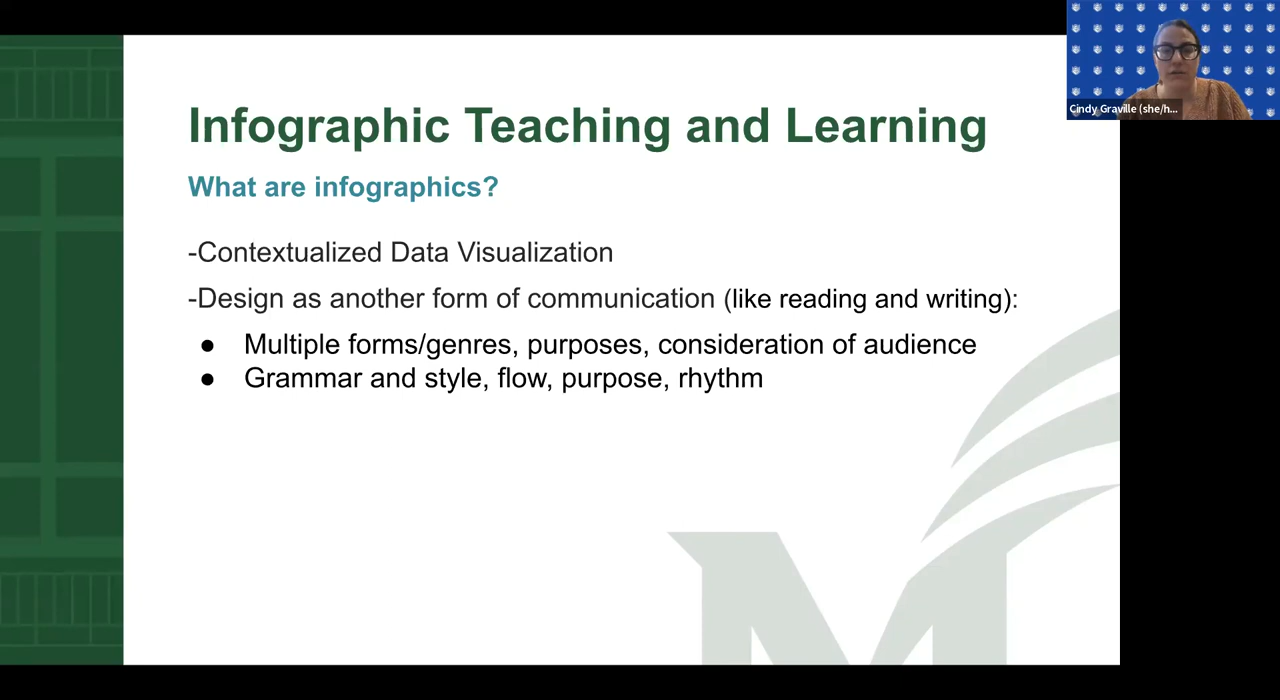 Infographic Teaching and Learning
What are infographics?
-Contextualized Data Visualization
-Design as another form of communication (like reading and writing):
● Multiple forms/genres, purposes, consideration of audience
● Grammar and style, flow, purpose, rhythm
Cindy Graville (she/h...